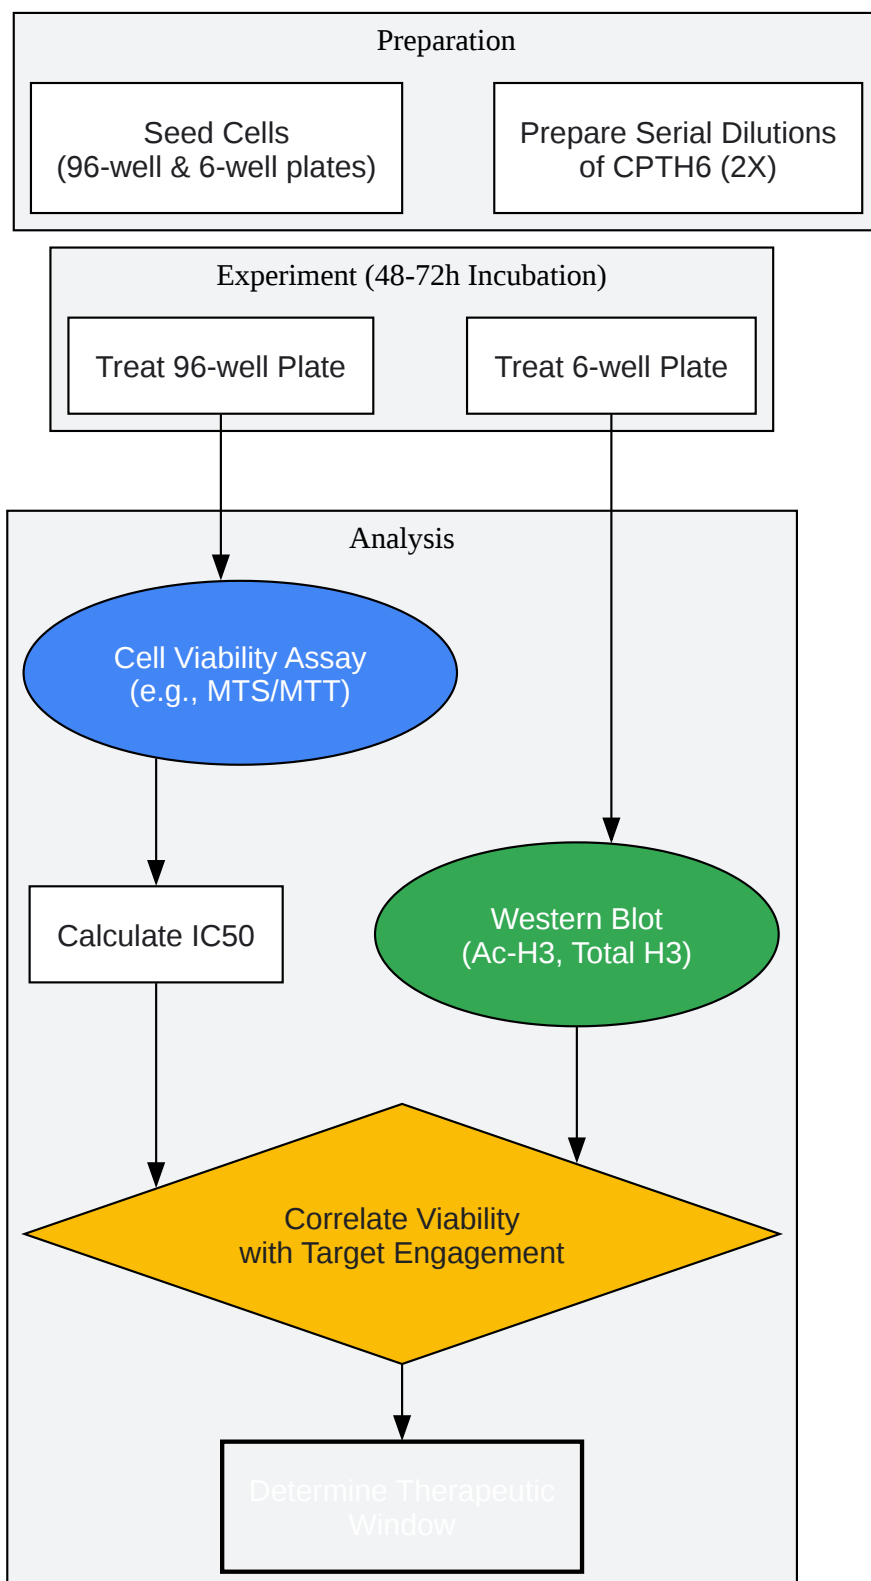 Preparation
Seed Cells
(96-well & 6-well plates)
Prepare Serial Dilutions
of CPTH6 (2X)
Experiment (48-72h Incubation)
Treat 96-well Plate
Treat 6-well Plate
Analysis
Cell Viability Assay
(e.g., MTS/MTT)
Calculate IC50
Western Blot
(Ac-H3, Total H3)
Correlate Viability
with Target Engagement
Determine Therapeutic
Window